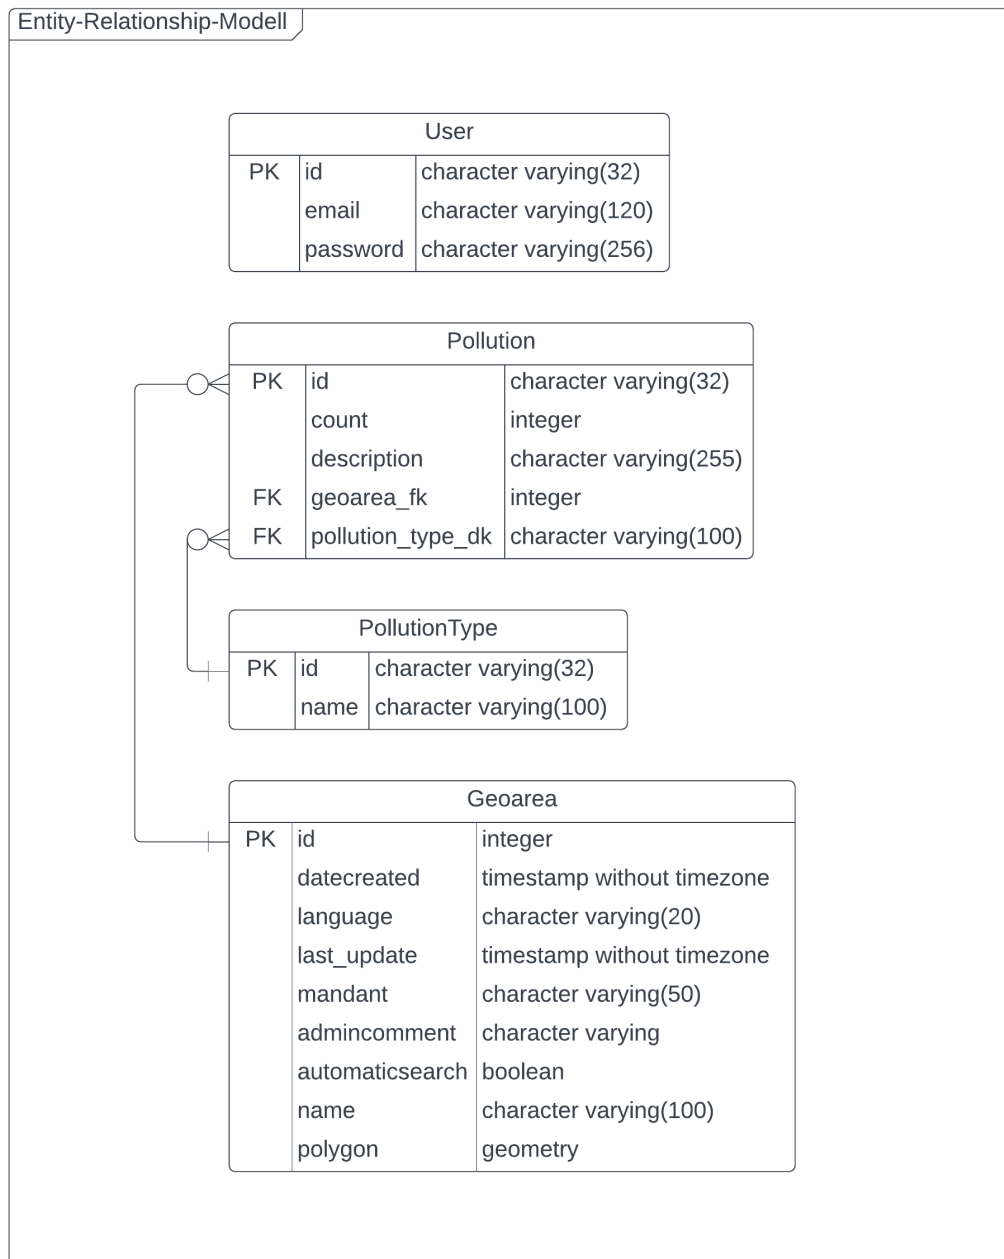 Entity-Relationship-Modell
User
PK id character varying(32)
email character varying(120)
password character varying(256)
Pollution
PK id character varying(32)
count integer
description character varying(255)
FK geoarea_fk integer
FK pollution_type_dk character varying(100)
PollutionType
PK id character varying(32)
name character varying(100)
Geoarea
PK id integer
datecreated timestamp without timezone
language character varying(20)
last_update timestamp without timezone
mandant character varying(50)
admincomment character varying
automaticsearch boolean
name character varying(100)
polygon geometry